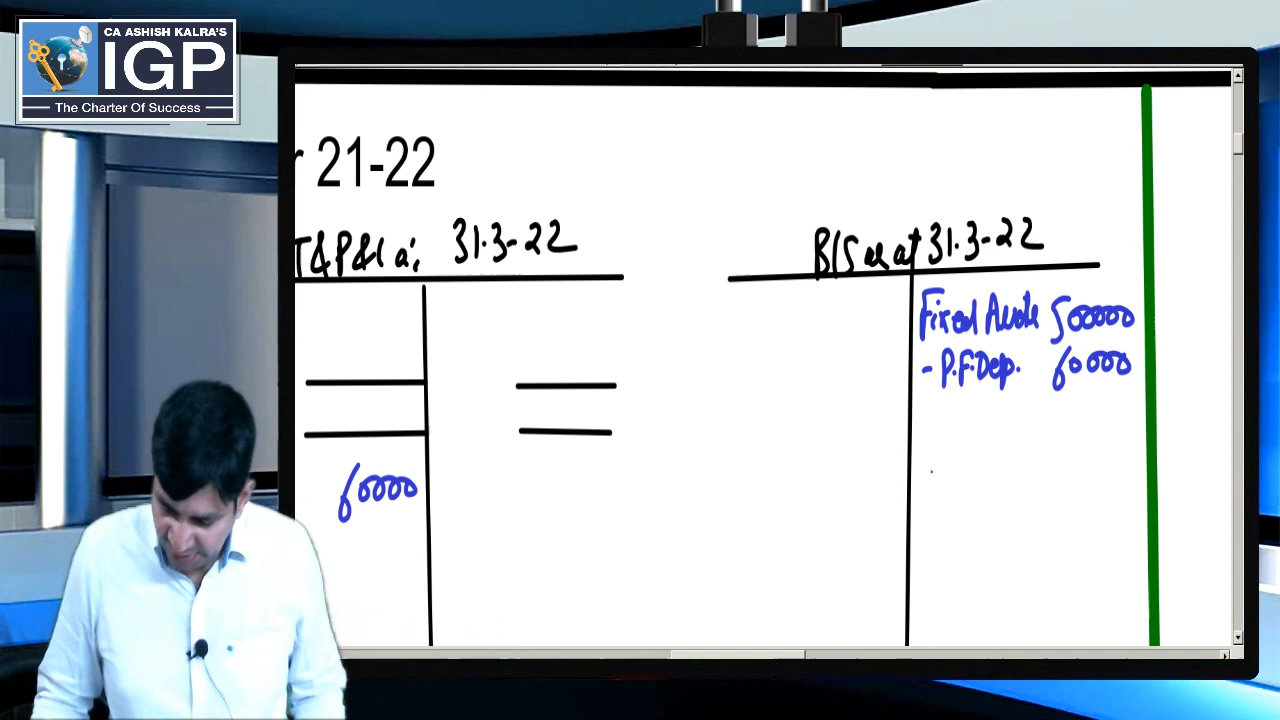 CA ASHISH KALRA'S
IGP
The Charter Of Success
r 21-22
T&P&L a/c 31.3-22
B/S as at 31.3-22
Fixed Assets 500000
- P.F. Dep. 60000
60000